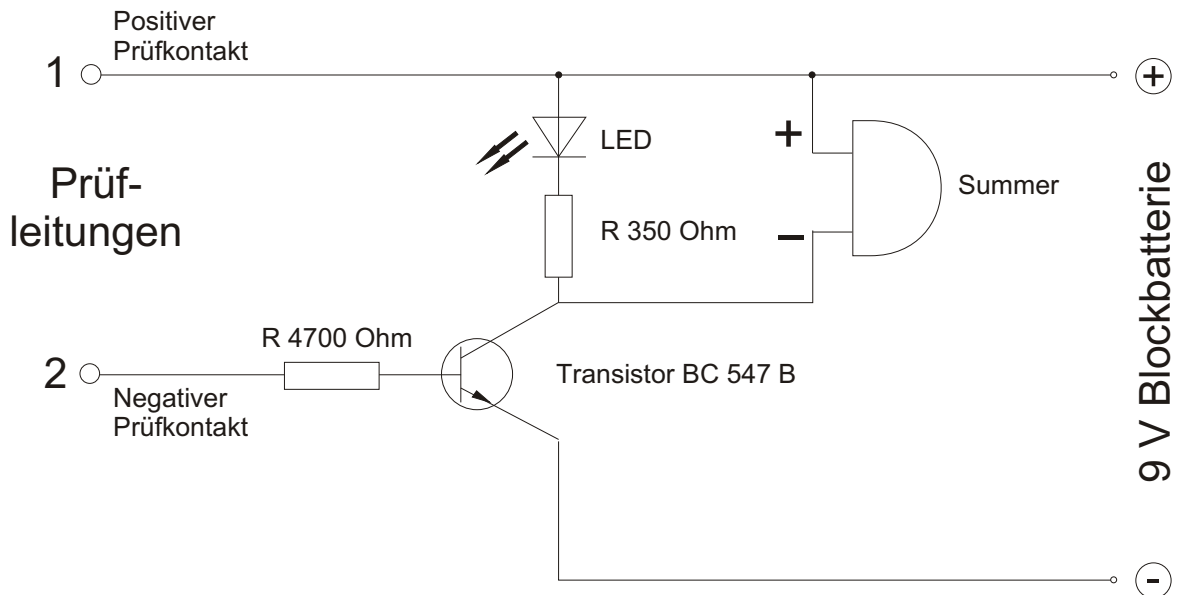 Positiver
Prüfkontakt
1
+
LED
+
Prüf-
leitungen
Summer
R 350 Ohm
–
9 V Blockbatterie
R 4700 Ohm
2
Transistor BC 547 B
Negativer
Prüfkontakt
-